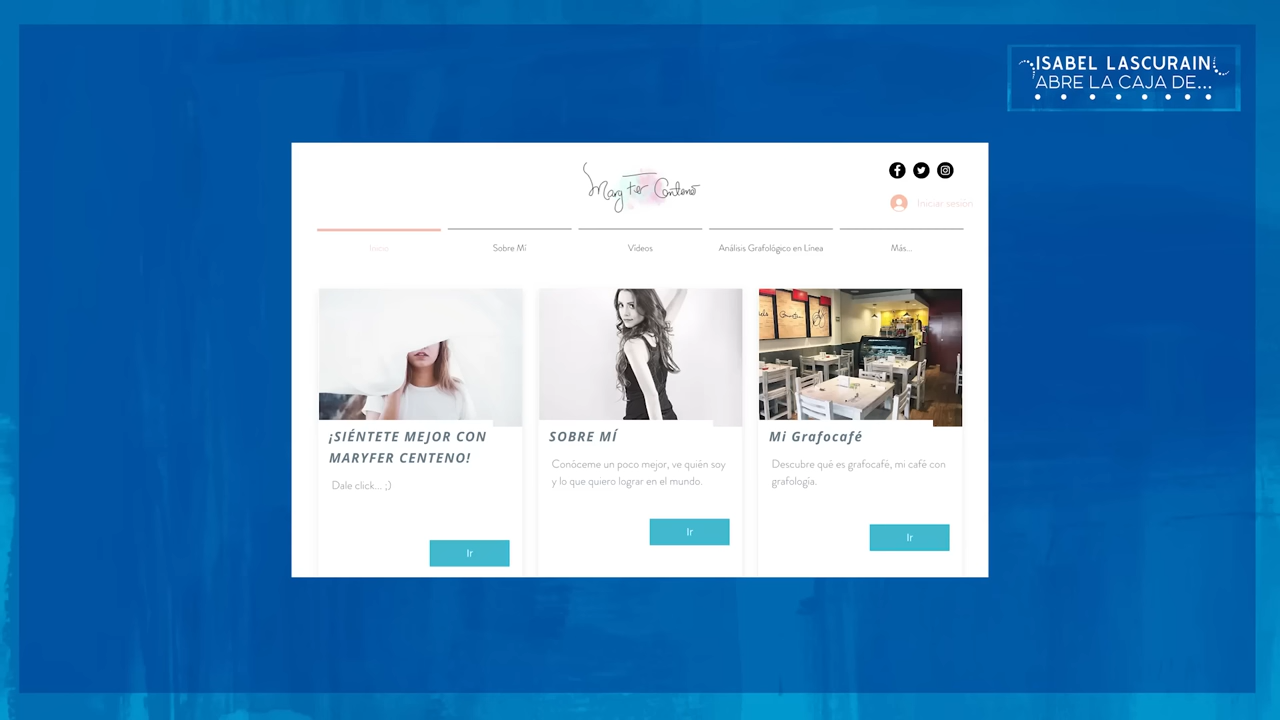 ISABEL LASCURAIN
ABRE LA CAJA DE...
Mary Fer Centeno
Iniciar sesión
Inicio
Sobre Mí
Vídeos
Análisis Grafológico en Línea
Más...
¡SIÉNTETE MEJOR CON
MARYFER CENTENO!
Dale click... ;)
Ir
SOBRE MÍ
Conóceme un poco mejor, ve quién soy
y lo que quiero lograr en el mundo.
Ir
Mi Grafocafé
Descubre qué es grafocafé, mi café con
grafología.
Ir